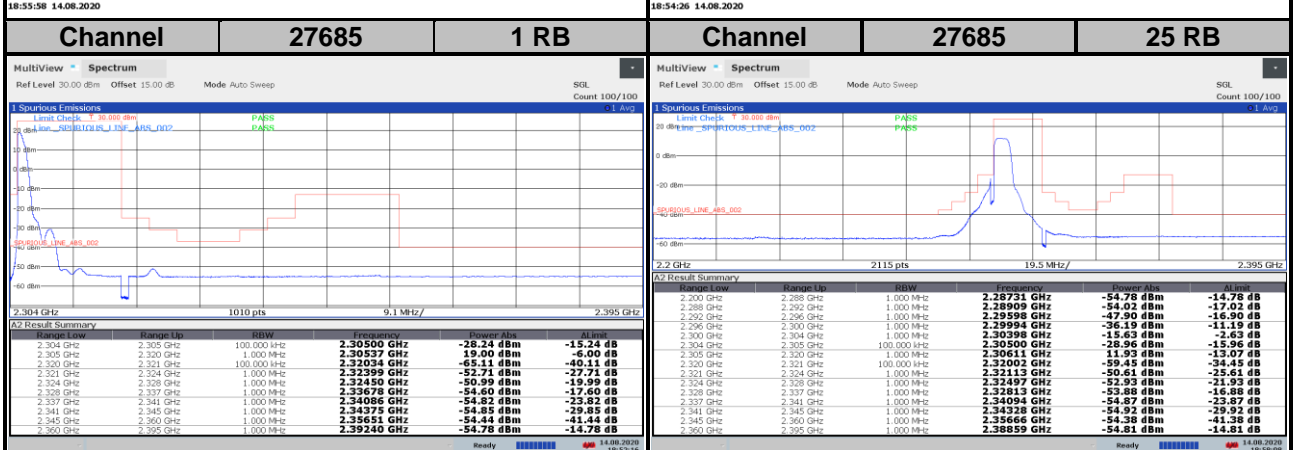 18:55:58 14.08.2020
Channel 27685 1 RB
MultiView Spectrum
Ref Level 30.00 dBm Offset 15.00 dB Mode Auto Sweep SGL
Count 100/100
1 Spurious Emissions 1 Avg
Limit Check 30.000 dBm PASS
20 dBm Line _SPURIOUS_LINE_ABS_002 PASS
10 dBm
0 dBm
-10 dBm
-20 dBm
-30 dBm
SPURIOUS_LINE_ABS_002
-40 dBm
-50 dBm
-60 dBm
2.304 GHz 1010 pts 9.1 MHz/ 2.395 GHz
A2 Result Summary
Range Low Range Up RBW Frequency Power Abs ΔLimit
2.304 GHz 2.305 GHz 100.000 kHz 2.30500 GHz -28.24 dBm -15.24 dB
2.305 GHz 2.320 GHz 1.000 MHz 2.30537 GHz 19.00 dBm -6.00 dB
2.320 GHz 2.321 GHz 100.000 kHz 2.32034 GHz -65.11 dBm -40.11 dB
2.321 GHz 2.324 GHz 1.000 MHz 2.32399 GHz -52.71 dBm -27.71 dB
2.324 GHz 2.328 GHz 1.000 MHz 2.32450 GHz -50.99 dBm -19.99 dB
2.328 GHz 2.337 GHz 1.000 MHz 2.33678 GHz -54.60 dBm -17.60 dB
2.337 GHz 2.341 GHz 1.000 MHz 2.34086 GHz -54.82 dBm -23.82 dB
2.341 GHz 2.345 GHz 1.000 MHz 2.34375 GHz -54.85 dBm -29.85 dB
2.345 GHz 2.360 GHz 1.000 MHz 2.35651 GHz -54.44 dBm -41.44 dB
2.360 GHz 2.395 GHz 1.000 MHz 2.39240 GHz -54.78 dBm -14.78 dB
Ready 14.08.2020
18:54:26 14.08.2020
Channel 27685 25 RB
MultiView Spectrum
Ref Level 30.00 dBm Offset 15.00 dB Mode Auto Sweep SGL
Count 100/100
1 Spurious Emissions 1 Avg
Limit Check 30.000 dBm PASS
20 dBm Line _SPURIOUS_LINE_ABS_002 PASS
0 dBm
-20 dBm
SPURIOUS_LINE_ABS_002
-40 dBm
-60 dBm
2.2 GHz 2115 pts 19.5 MHz/ 2.395 GHz
A2 Result Summary
Range Low Range Up RBW Frequency Power Abs ΔLimit
2.200 GHz 2.288 GHz 1.000 MHz 2.28731 GHz -54.78 dBm -14.78 dB
2.288 GHz 2.292 GHz 1.000 MHz 2.28909 GHz -54.02 dBm -17.02 dB
2.292 GHz 2.296 GHz 1.000 MHz 2.29598 GHz -47.90 dBm -16.90 dB
2.296 GHz 2.300 GHz 1.000 MHz 2.29994 GHz -36.19 dBm -11.19 dB
2.300 GHz 2.304 GHz 1.000 MHz 2.30398 GHz -15.63 dBm -2.63 dB
2.304 GHz 2.305 GHz 100.000 kHz 2.30500 GHz -28.96 dBm -15.96 dB
2.305 GHz 2.320 GHz 1.000 MHz 2.30611 GHz 11.93 dBm -13.07 dB
2.320 GHz 2.321 GHz 100.000 kHz 2.32002 GHz -59.45 dBm -34.45 dB
2.321 GHz 2.324 GHz 1.000 MHz 2.32113 GHz -50.61 dBm -25.61 dB
2.324 GHz 2.328 GHz 1.000 MHz 2.32497 GHz -52.93 dBm -21.93 dB
2.328 GHz 2.337 GHz 1.000 MHz 2.32813 GHz -53.88 dBm -16.88 dB
2.337 GHz 2.341 GHz 1.000 MHz 2.34094 GHz -54.87 dBm -23.87 dB
2.341 GHz 2.345 GHz 1.000 MHz 2.34328 GHz -54.92 dBm -29.92 dB
2.345 GHz 2.360 GHz 1.000 MHz 2.35666 GHz -54.38 dBm -41.38 dB
2.360 GHz 2.395 GHz 1.000 MHz 2.38859 GHz -54.81 dBm -14.81 dB
Ready 14.08.2020